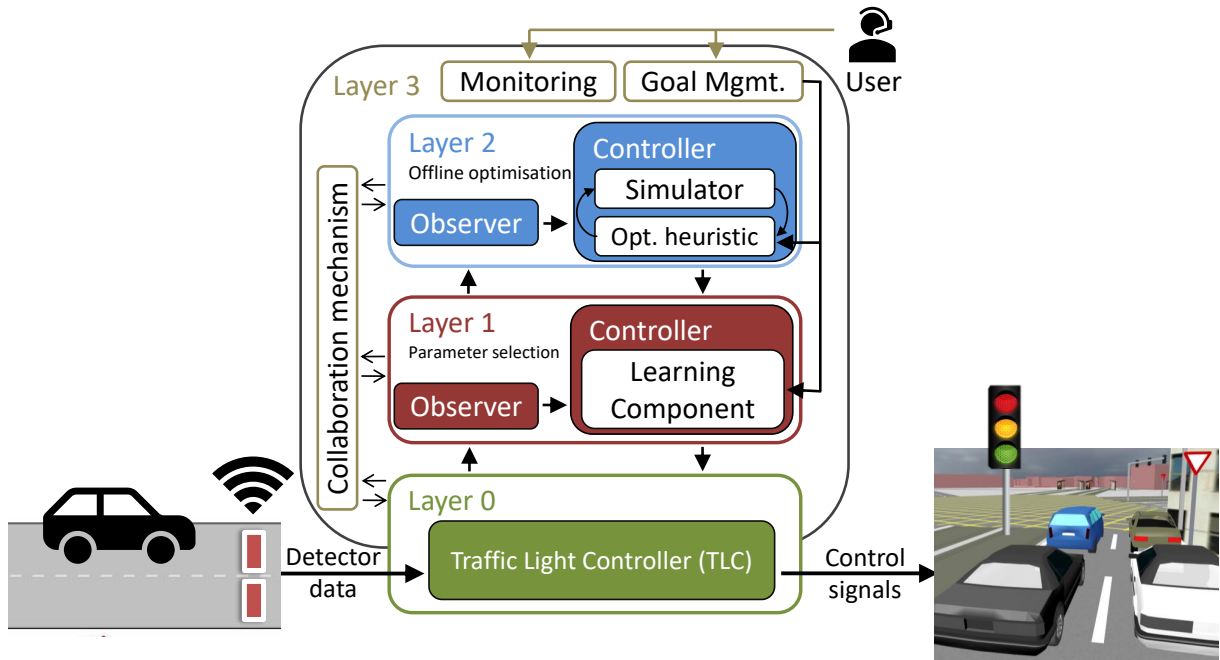 User
Layer 3
Monitoring
Goal Mgmt.
Layer 2
Offline optimisation
Observer
Controller
Simulator
Opt. heuristic
Collaboration mechanism
Layer 1
Parameter selection
Observer
Controller
Learning
Component
Layer 0
Traffic Light Controller (TLC)
Detector
data
Control
signals